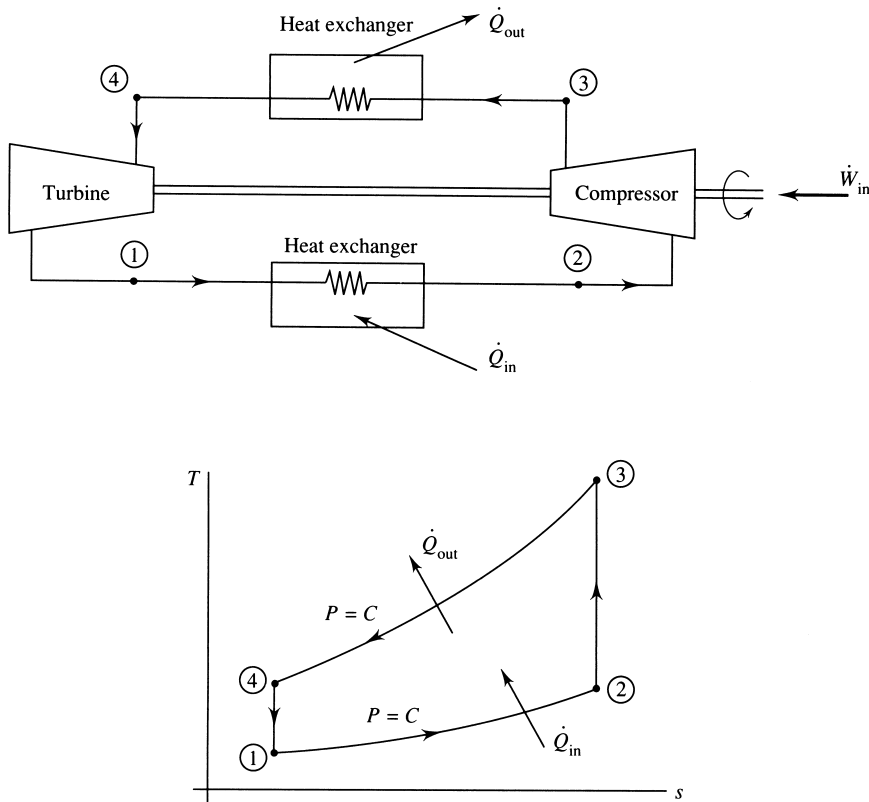 Heat exchanger
Q̇out
4
3
Turbine
Compressor
Ẇin
1
Heat exchanger
2
Q̇in
T
3
Q̇out
P = C
4
2
P = C
Q̇in
1
s